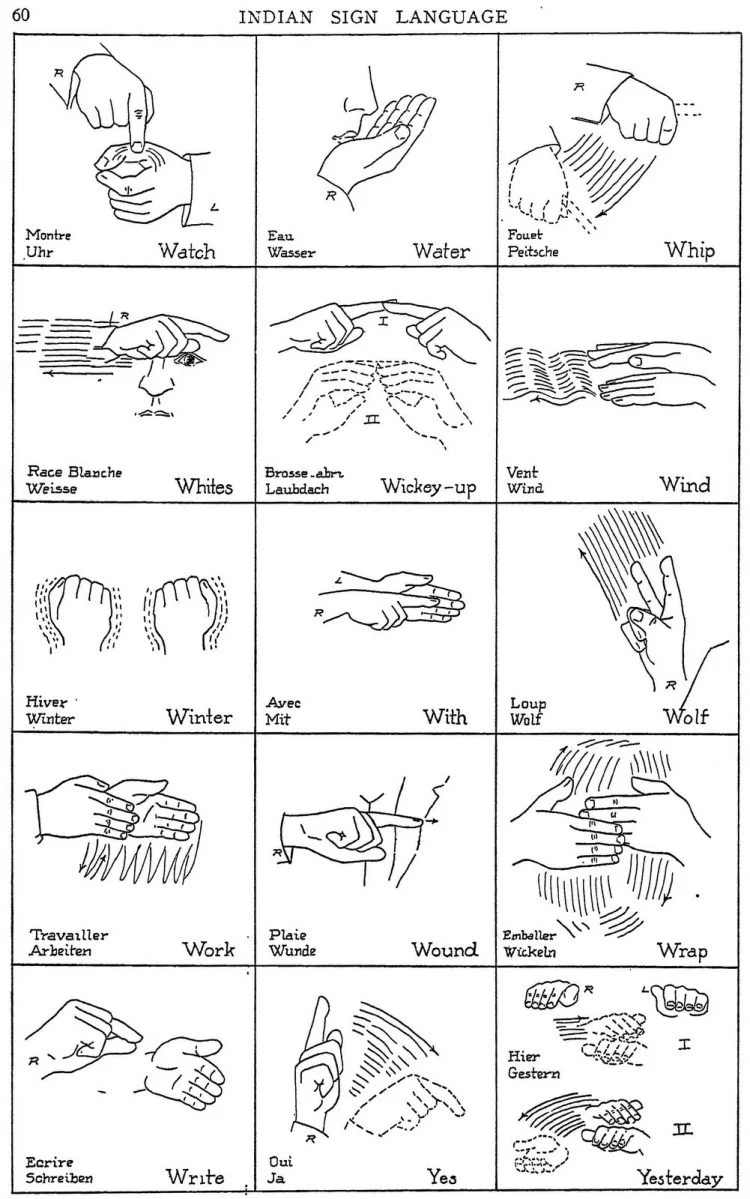 60
INDIAN SIGN LANGUAGE
R
L
Montre
Uhr
Watch
R
Eau
Wasser
Water
R
Fouet
Peitsche
Whip
R
Race Blanche
Weisse
Whites
I
II
Brosse-abri
Laubdach
Wickey-up
Vent
Wind
Wind
Hiver
Winter
Winter
L
R
Avec
Mit
With
R
Loup
Wolf
Wolf
Travailler
Arbeiten
Work
R
Plaie
Wunde
Wound
Emballer
Wickeln
Wrap
R
Ecrire
Schreiben
Write
R
Oui
Ja
Yes
R
L
I
Hier
Gestern
II
Yesterday